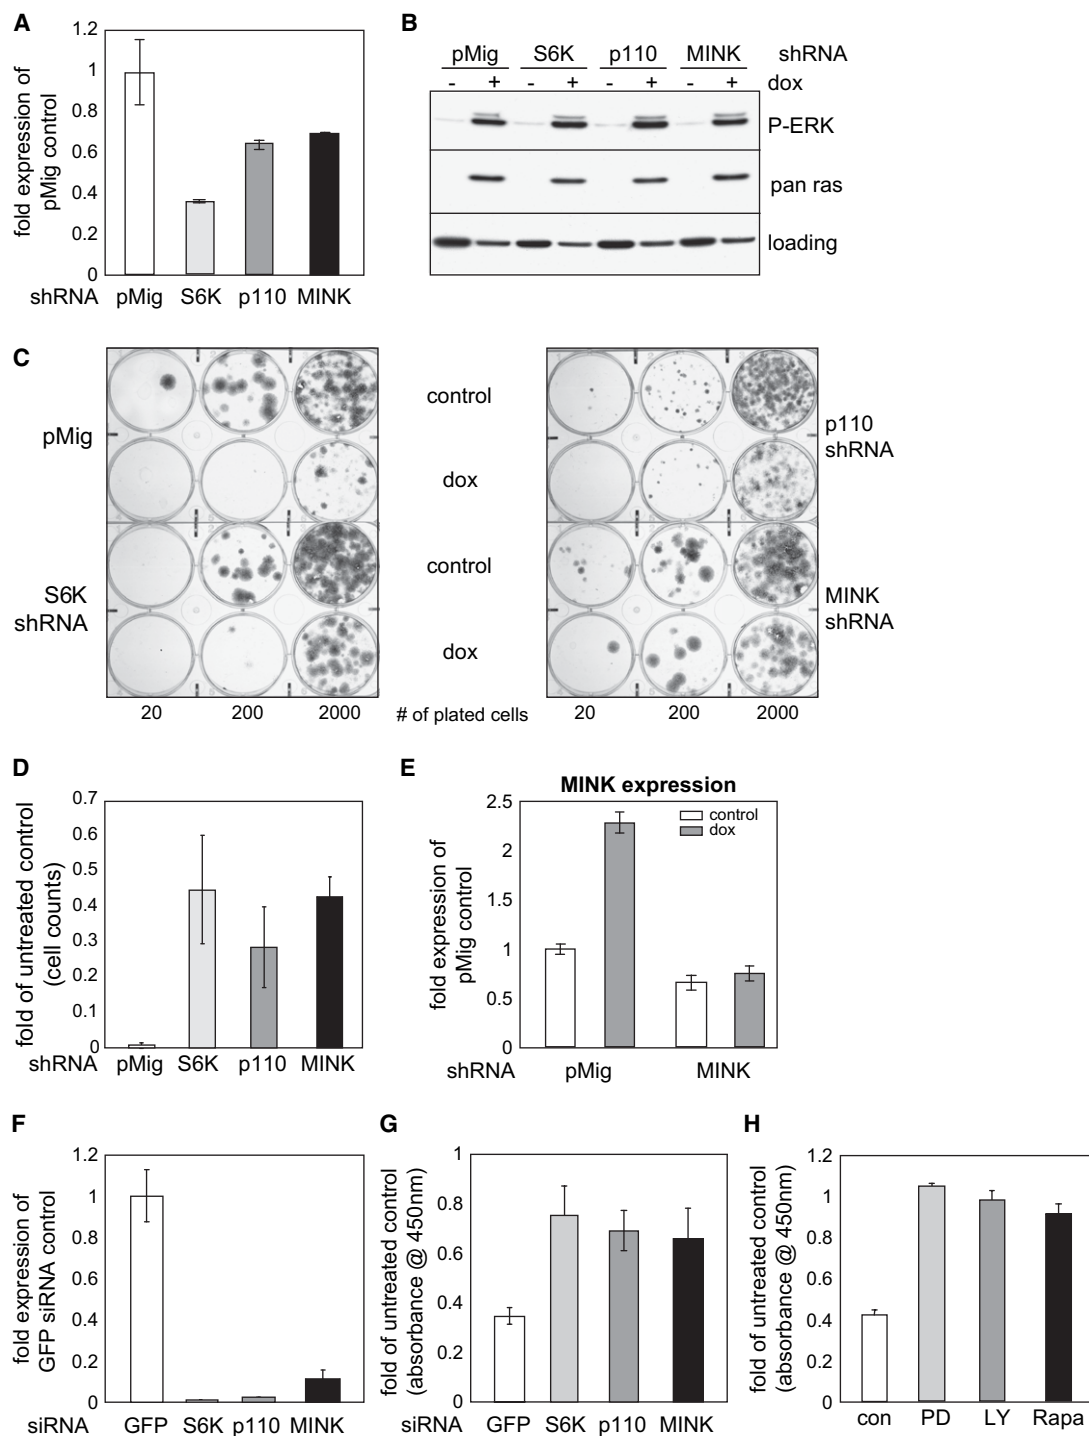 A
fold expression of
pMig control
1.2
1
0.8
0.6
0.4
0.2
0
shRNA pMig S6K p110 MINK
B
pMig S6K p110 MINK shRNA
- + - + - + - + dox
P-ERK
pan ras
loading
C
pMig
S6K
shRNA
control
dox
control
dox
p110
shRNA
MINK
shRNA
20 200 2000 # of plated cells 20 200 2000
D
fold of untreated control
(cell counts)
0.7
0.6
0.5
0.4
0.3
0.2
0.1
0
shRNA pMig S6K p110 MINK
E
MINK expression
control
dox
fold expression of
pMig control
2.5
2
1.5
1
0.5
0
shRNA pMig MINK
F
fold expression of
GFP siRNA control
1.2
1
0.8
0.6
0.4
0.2
0
siRNA GFP S6K p110 MINK
G
fold of untreated control
(absorbance @ 450nm)
1
0.8
0.6
0.4
0.2
0
siRNA GFP S6K p110 MINK
H
fold of untreated control
(absorbance @ 450nm)
1.2
1
0.8
0.6
0.4
0.2
0
con PD LY Rapa